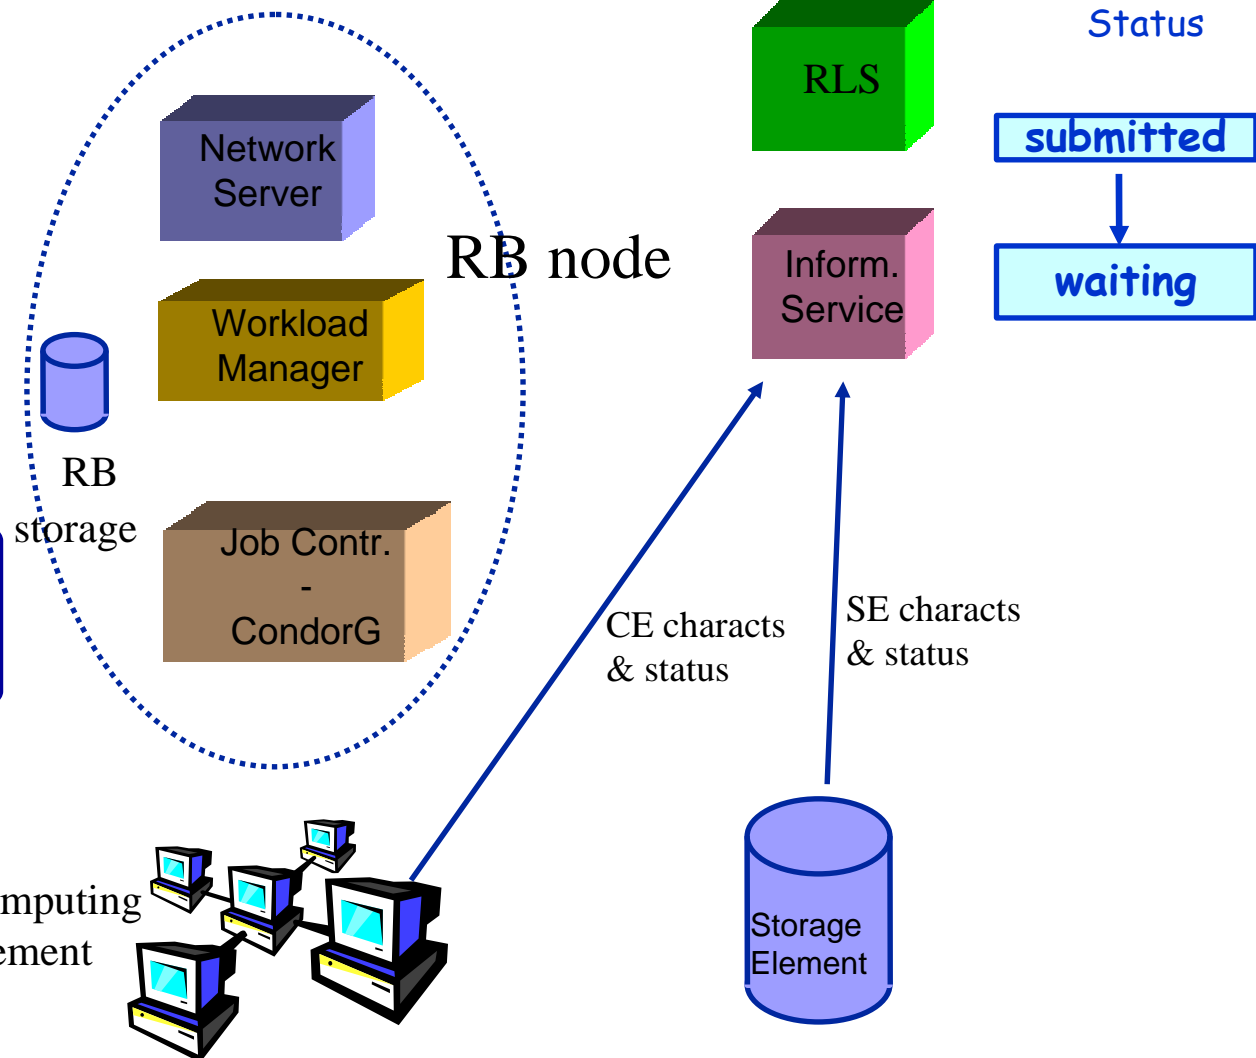 Status
RLS
submitted
Network
Server
RB node
Inform.
Service
waiting
Workload
Manager
RB
storage
Job Contr.
-
CondorG
CE characts
& status
SE characts
& status
mputing
ement
Storage
Element